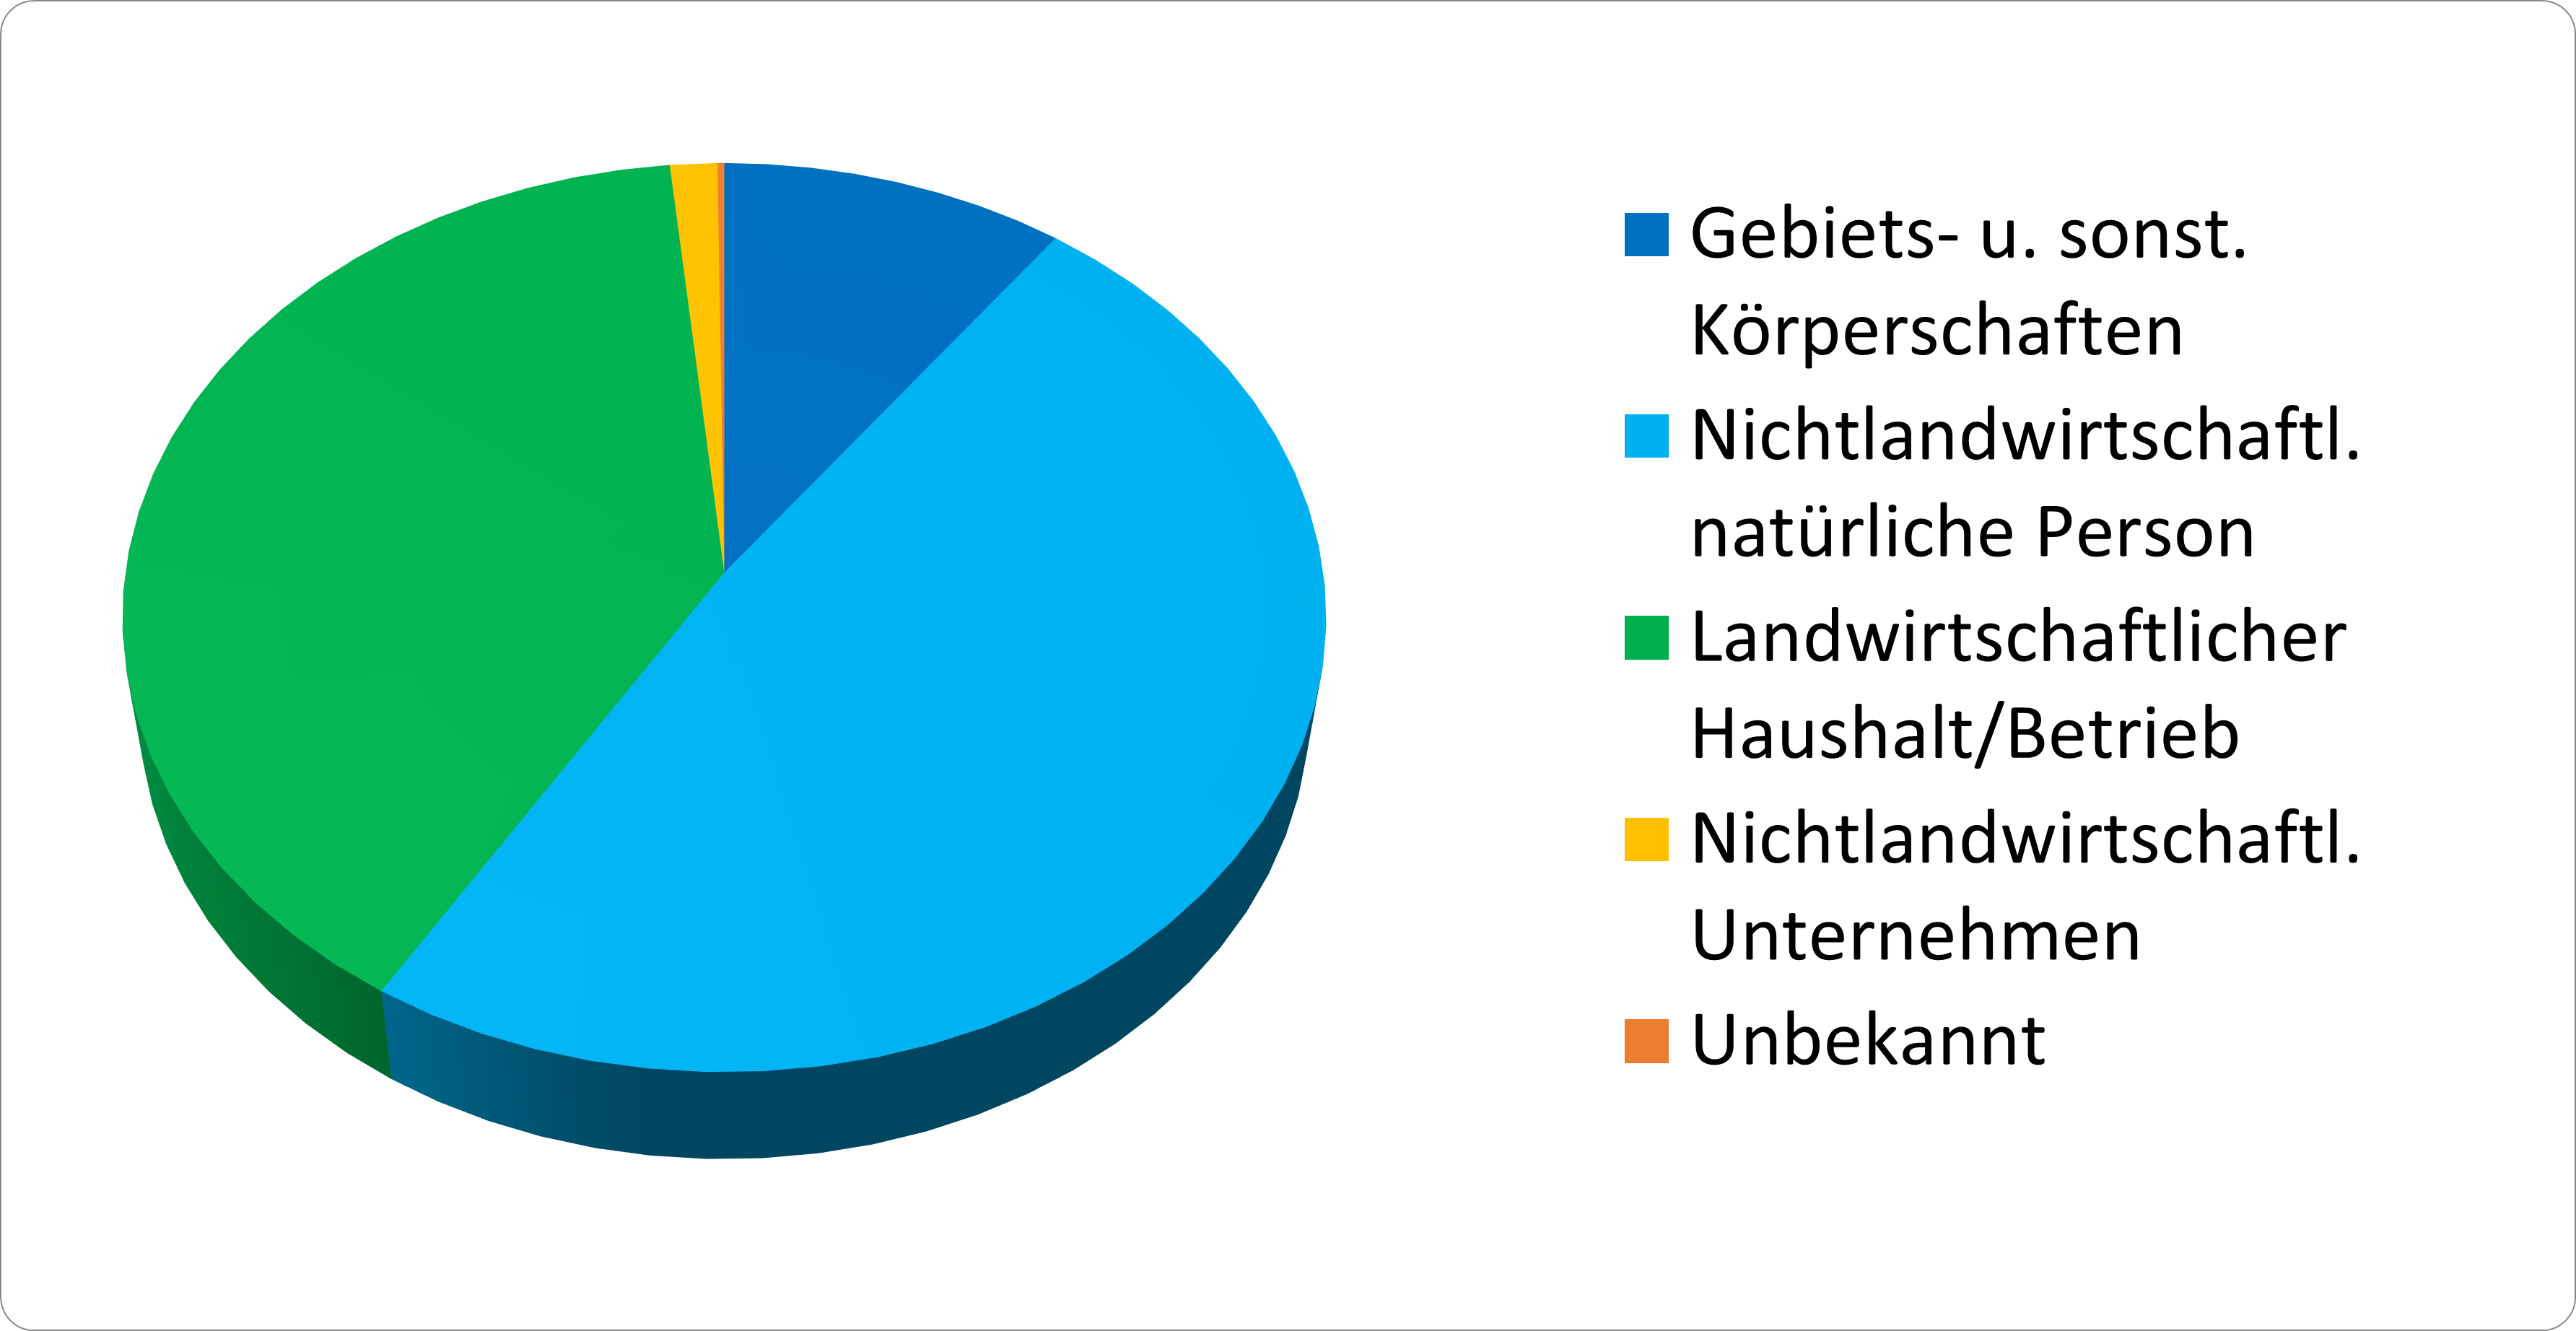 Gebiets- u. sonst.
Körperschaften
Nichtlandwirtschaftl.
natürliche Person
Landwirtschaftlicher
Haushalt/Betrieb
Nichtlandwirtschaftl.
Unternehmen
Unbekannt